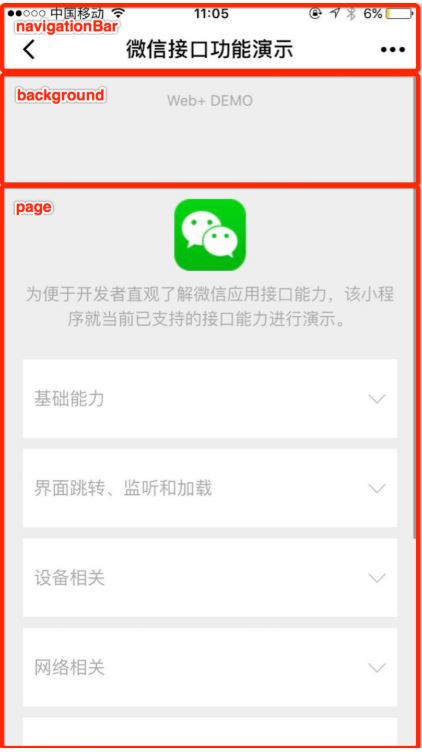 中国移动 11:05 6%
navigationBar
微信接口功能演示
background
Web+ DEMO
page
为便于开发者直观了解微信应用接口能力，该小程
序就当前已支持的接口能力进行演示。
基础能力
界面跳转、监听和加载
设备相关
网络相关